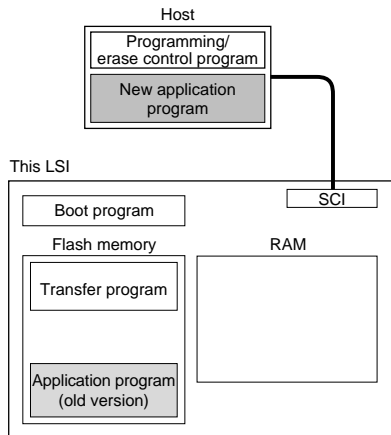 Host
Programming/
erase control program
New application
program
This LSI
SCI
Boot program
Flash memory
RAM
Transfer program
Application program
(old version)